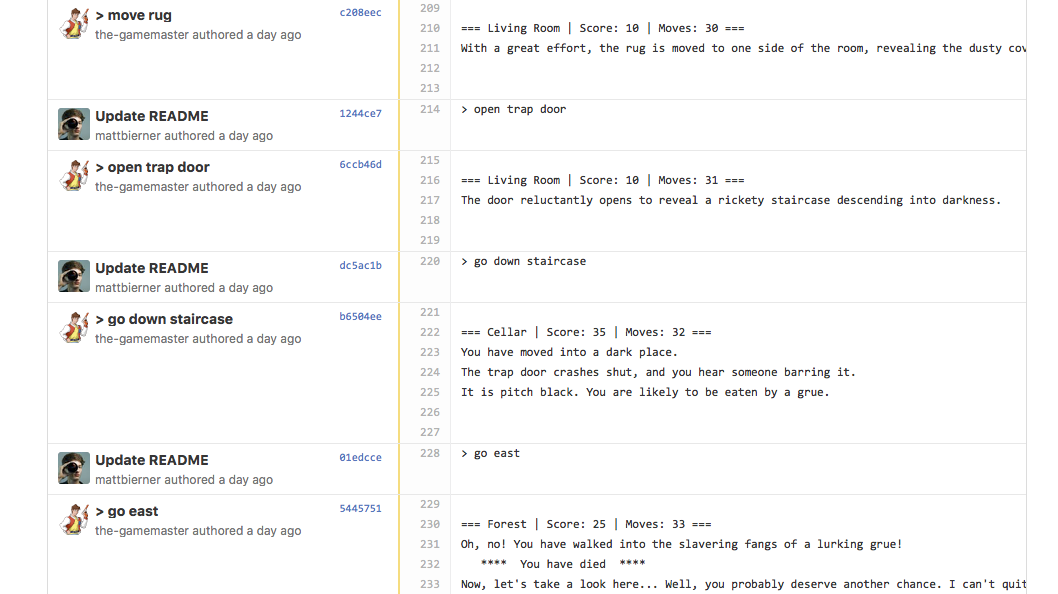 > move rug c208eec
the-gamemaster authored a day ago
209
210 === Living Room | Score: 10 | Moves: 30 ===
211 With a great effort, the rug is moved to one side of the room, revealing the dusty cov
212
213
Update README 1244ce7
mattbierner authored a day ago
214 > open trap door
> open trap door 6ccb46d
the-gamemaster authored a day ago
215
216 === Living Room | Score: 10 | Moves: 31 ===
217 The door reluctantly opens to reveal a rickety staircase descending into darkness.
218
219
Update README dc5ac1b
mattbierner authored a day ago
220 > go down staircase
> go down staircase b6504ee
the-gamemaster authored a day ago
221
222 === Cellar | Score: 35 | Moves: 32 ===
223 You have moved into a dark place.
224 The trap door crashes shut, and you hear someone barring it.
225 It is pitch black. You are likely to be eaten by a grue.
226
227
Update README 01edcce
mattbierner authored a day ago
228 > go east
> go east 5445751
the-gamemaster authored a day ago
229
230 === Forest | Score: 25 | Moves: 33 ===
231 Oh, no! You have walked into the slavering fangs of a lurking grue!
232 **** You have died ****
233 Now, let's take a look here... Well, you probably deserve another chance. I can't quit